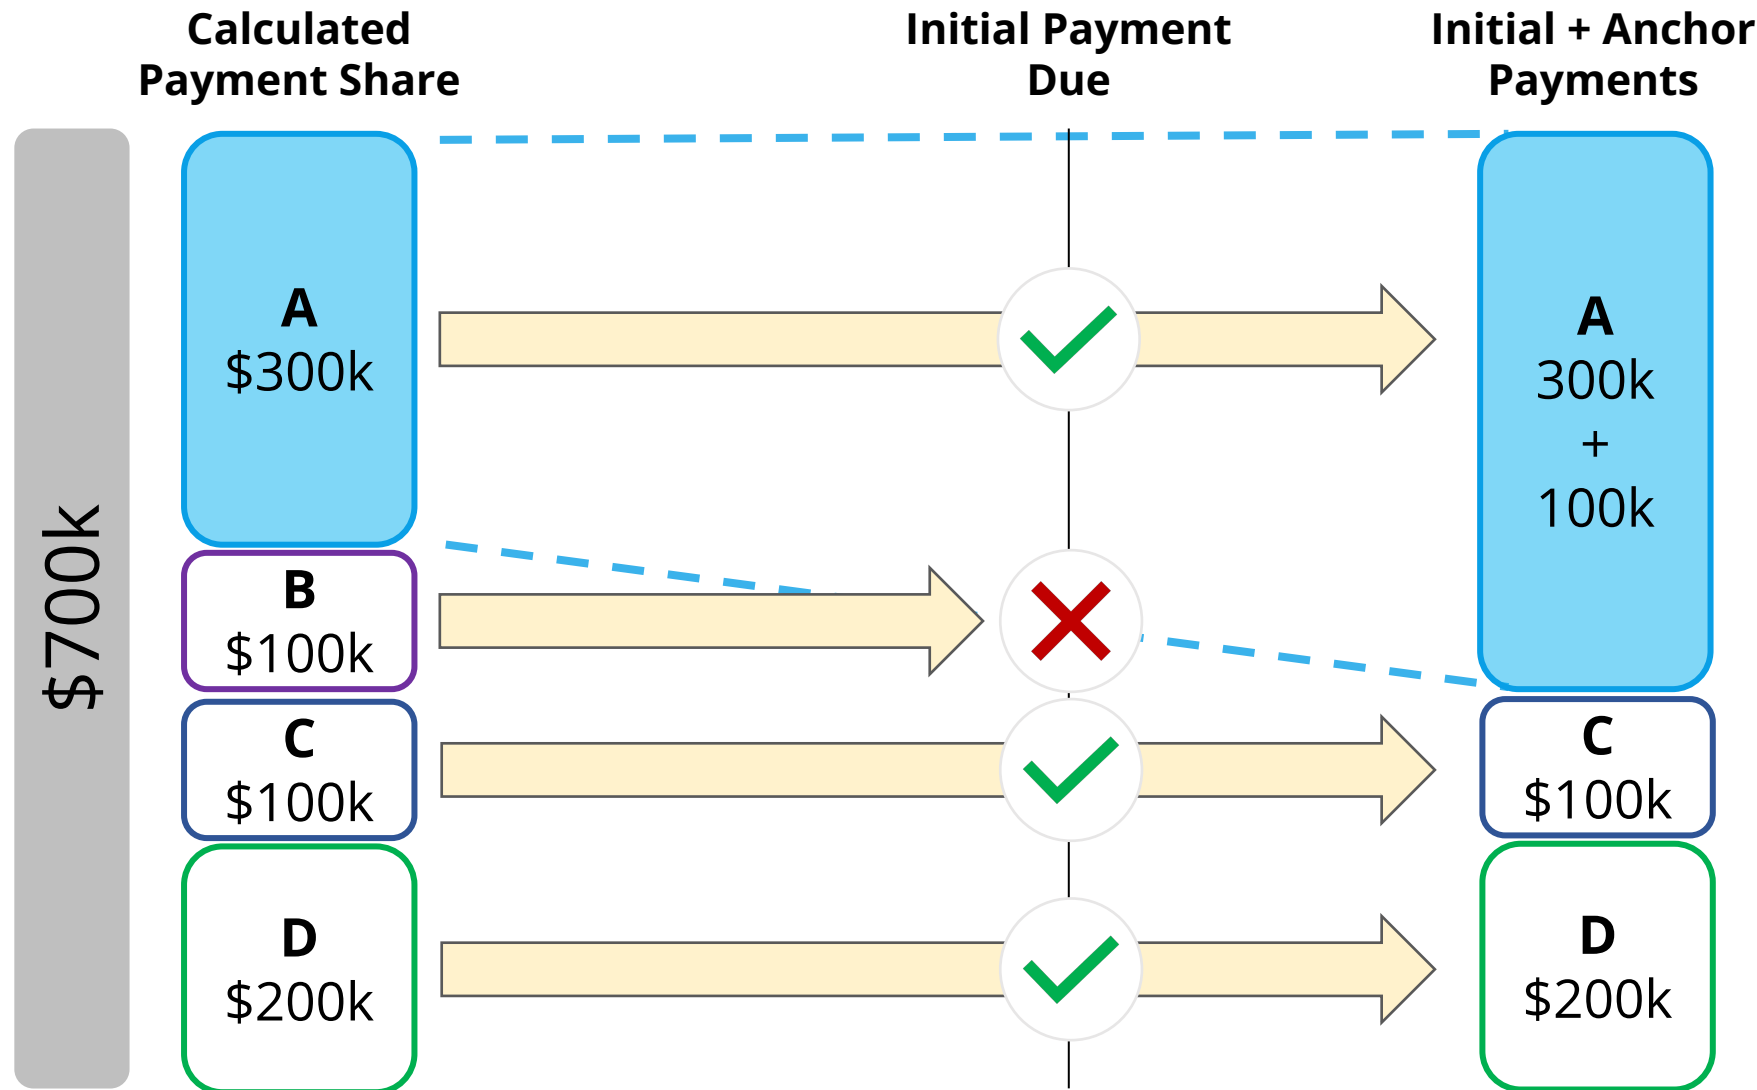 Calculated
Payment Share
Initial Payment
Due
Initial + Anchor
Payments
$700k
A
$300k
B
$100k
C
$100k
D
$200k
A
300k
+
100k
C
$100k
D
$200k